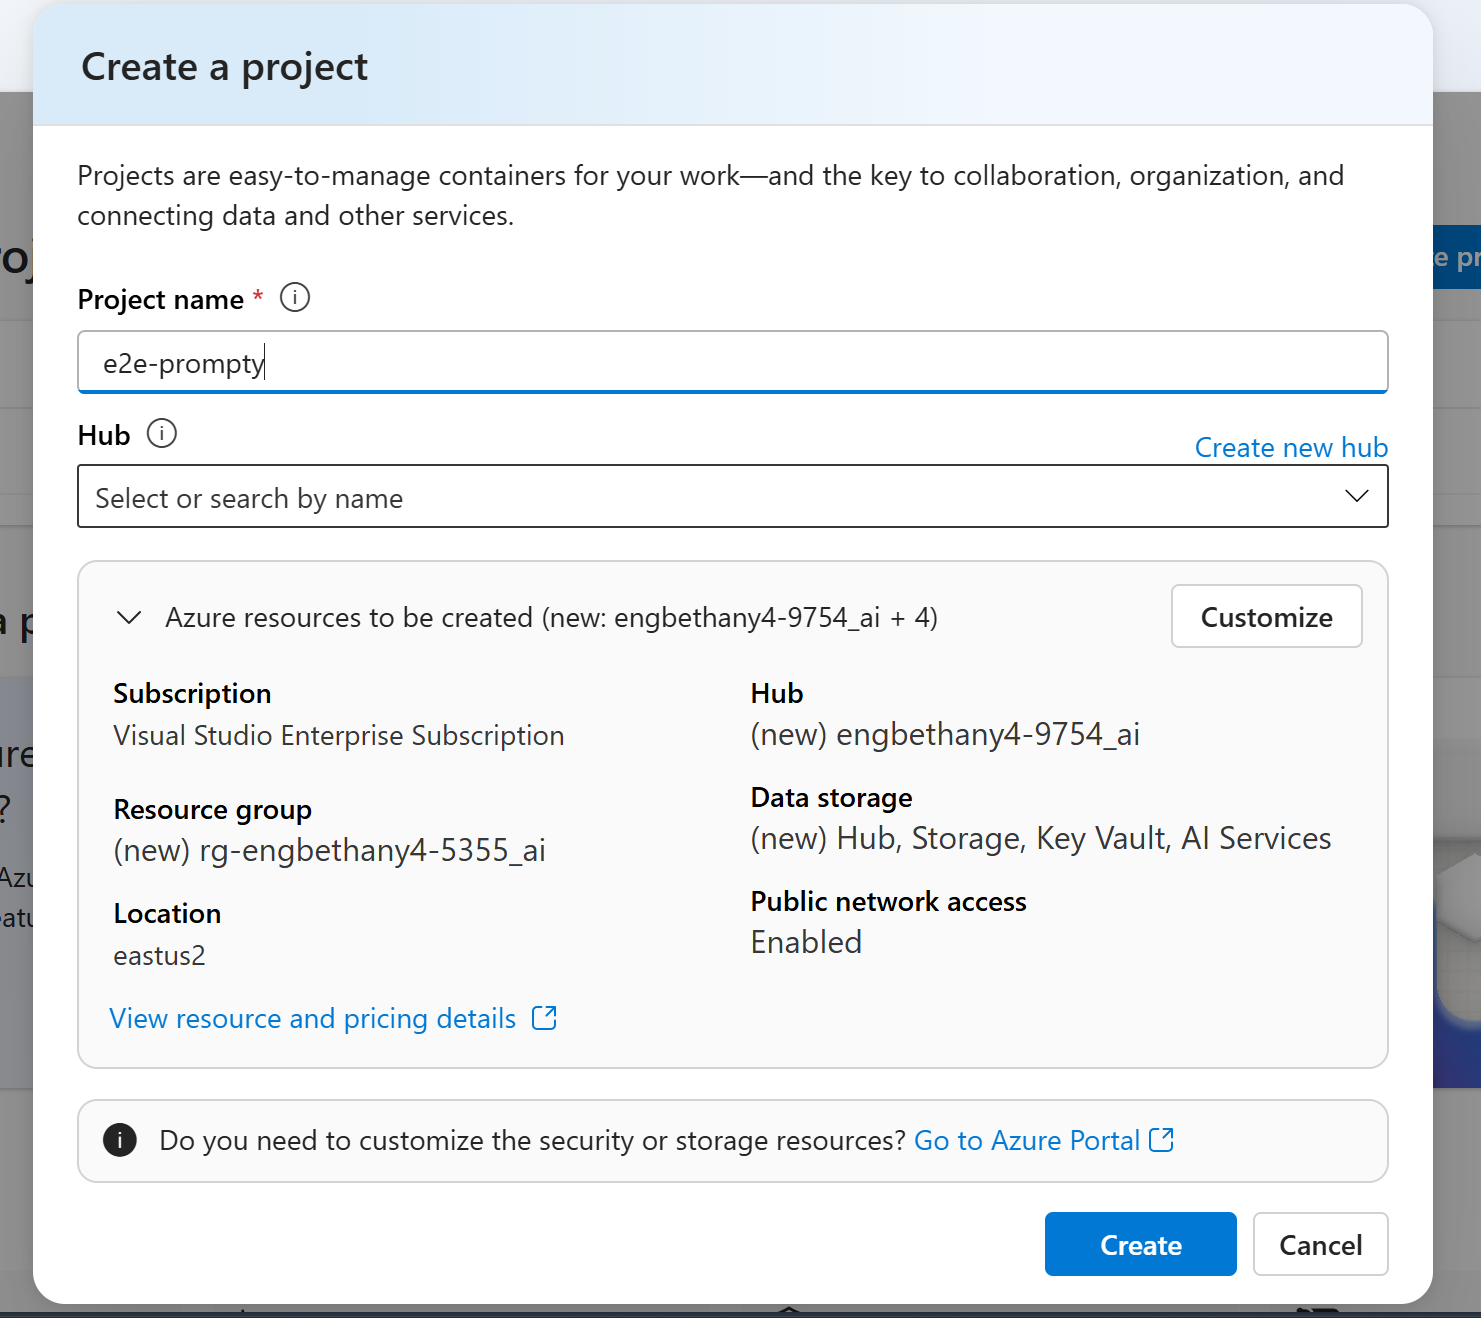 Create a project
Projects are easy-to-manage containers for your work—and the key to collaboration, organization, and
connecting data and other services.
Project name *
e2e-prompty
Hub
Create new hub
Select or search by name
Azure resources to be created (new: engbethany4-9754_ai + 4)
Customize
Subscription
Visual Studio Enterprise Subscription
Resource group
(new) rg-engbethany4-5355_ai
Location
eastus2
Hub
(new) engbethany4-9754_ai
Data storage
(new) Hub, Storage, Key Vault, AI Services
Public network access
Enabled
View resource and pricing details
Do you need to customize the security or storage resources? Go to Azure Portal
Create
Cancel